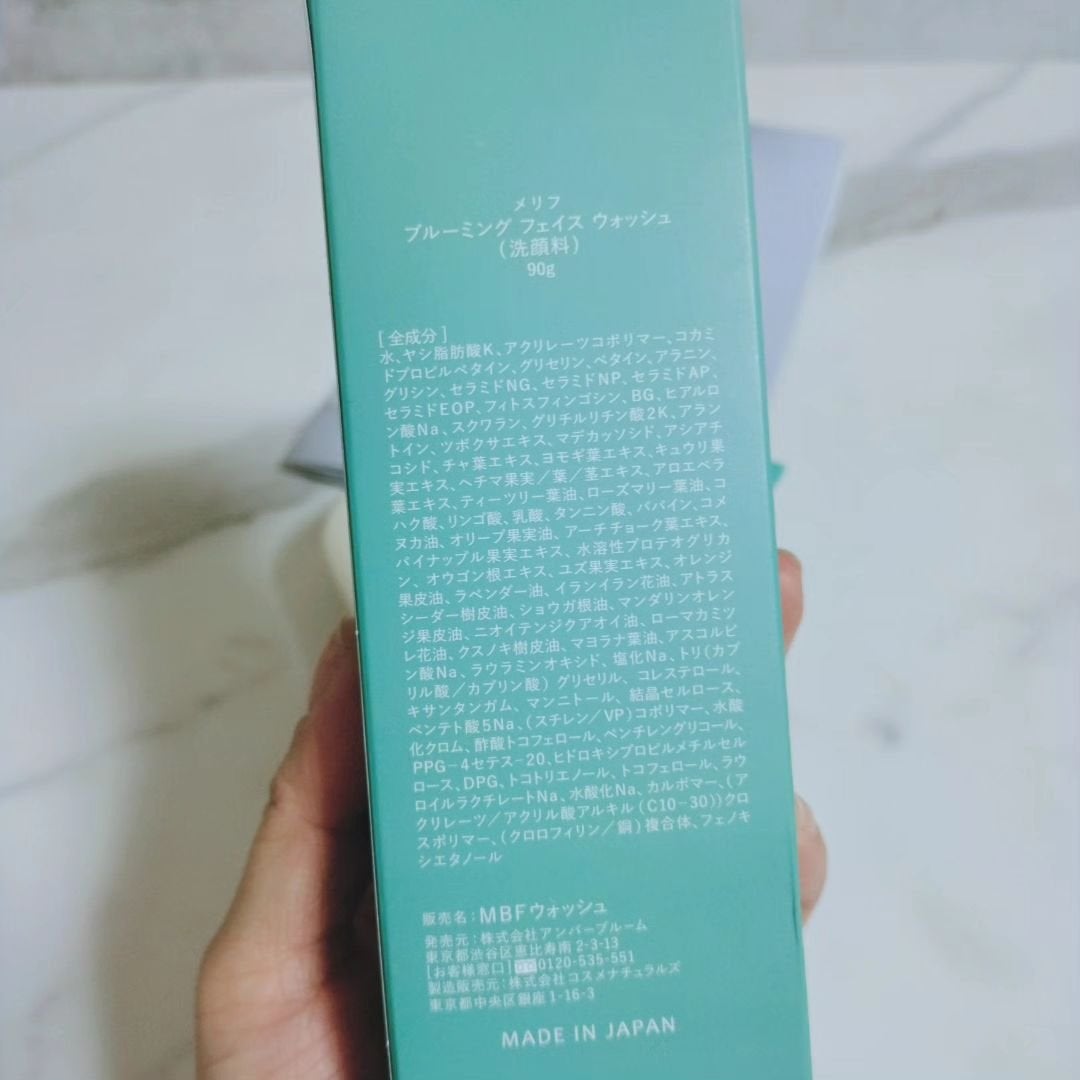 メリフ
ブルーミング フェイス ウォッシュ
(洗顔料)
90g
[全成分]
水、ヤシ脂肪酸K、アクリレーツコポリマー、コカミ
ドプロピルベタイン、グリセリン、ベタイン、アラニン、
グリシン、セラミドNG、セラミドNP、セラミドAP、
セラミドEOP、フィトスフィンゴシン、BG、ヒアルロ
ン酸Na、スクワラン、グリチルリチン酸2K、アラン
トイン、ツボクサエキス、マデカッソシド、アシアチ
コシド、チャ葉エキス、ヨモギ葉エキス、キュウリ果
実エキス、ヘチマ果実/葉/茎エキス、アロエベラ
葉エキス、ティーツリー葉油、ローズマリー葉油、コ
ハク酸、リンゴ酸、乳酸、タンニン酸、パパイン、コメ
ヌカ油、オリーブ果実油、アーチチョーク葉エキス、
パイナップル果実エキス、水溶性プロテオグリカ
ン、オウゴン根エキス、ユズ果実エキス、オレンジ
果皮油、ラベンダー油、イランイラン花油、アトラス
シーダー樹皮油、ショウガ根油、マンダリンオレン
ジ果皮油、ニオイテンジクアオイ油、ローマカミツ
レ花油、クスノキ樹皮油、マヨラナ葉油、アスコルビ
ン酸Na、ラウラミンオキシド、塩化Na、トリ(カプ
リル酸/カプリン酸)グリセリル、コレステロール、
キサンタンガム、マンニトール、結晶セルロース、
ペンテト酸5Na、(スチレン/VP)コポリマー、水酸
化クロム、酢酸トコフェロール、ペンチレングリコール、
PPG-4セテス-20、ヒドロキシプロピルメチルセル
ロース、DPG、トコトリエノール、トコフェロール、ラウ
ロイルラクチレートNa、水酸化Na、カルボマー、(ア
クリレーツ/アクリル酸アルキル(C10-30))クロ
スポリマー、(クロロフィリン/銅)複合体、フェノキ
シエタノール
販売名:MBFウォッシュ
発売元:株式会社アンバーブルーム
東京都渋谷区恵比寿南2-3-13
[お客様窓口]0120-535-551
製造販売元:株式会社コスメナチュラルズ
東京都中央区銀座1-16-3
MADE IN JAPAN